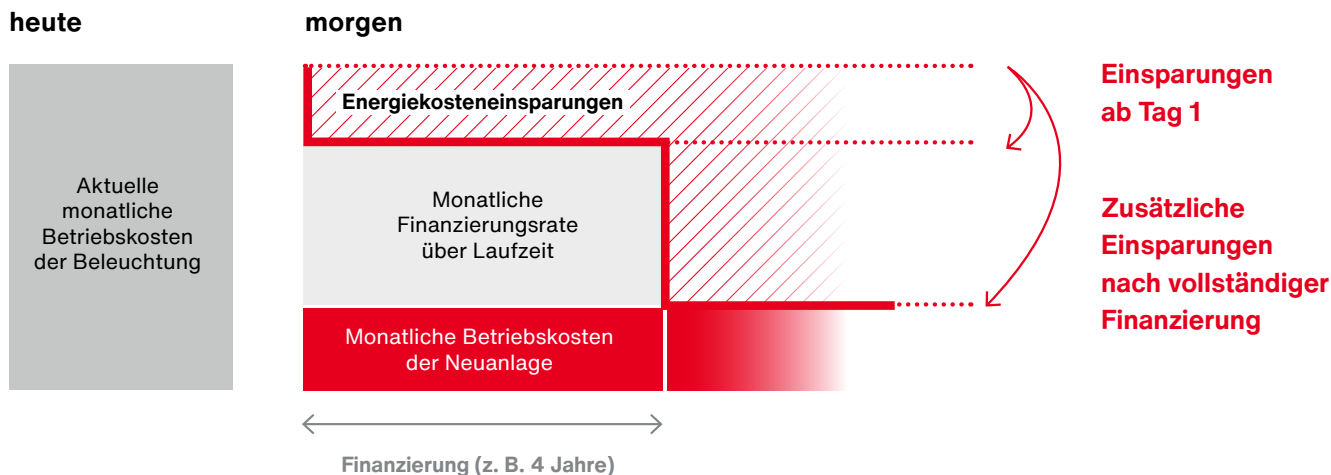 heute
morgen
Aktuelle
monatliche
Betriebskosten
der Beleuchtung
Energiekosteneinsparungen
Monatliche
Finanzierungsrate
über Laufzeit
Monatliche Betriebskosten
der Neuanlage
Finanzierung (z. B. 4 Jahre)
Einsparungen
ab Tag 1
Zusätzliche
Einsparungen
nach vollständiger
Finanzierung